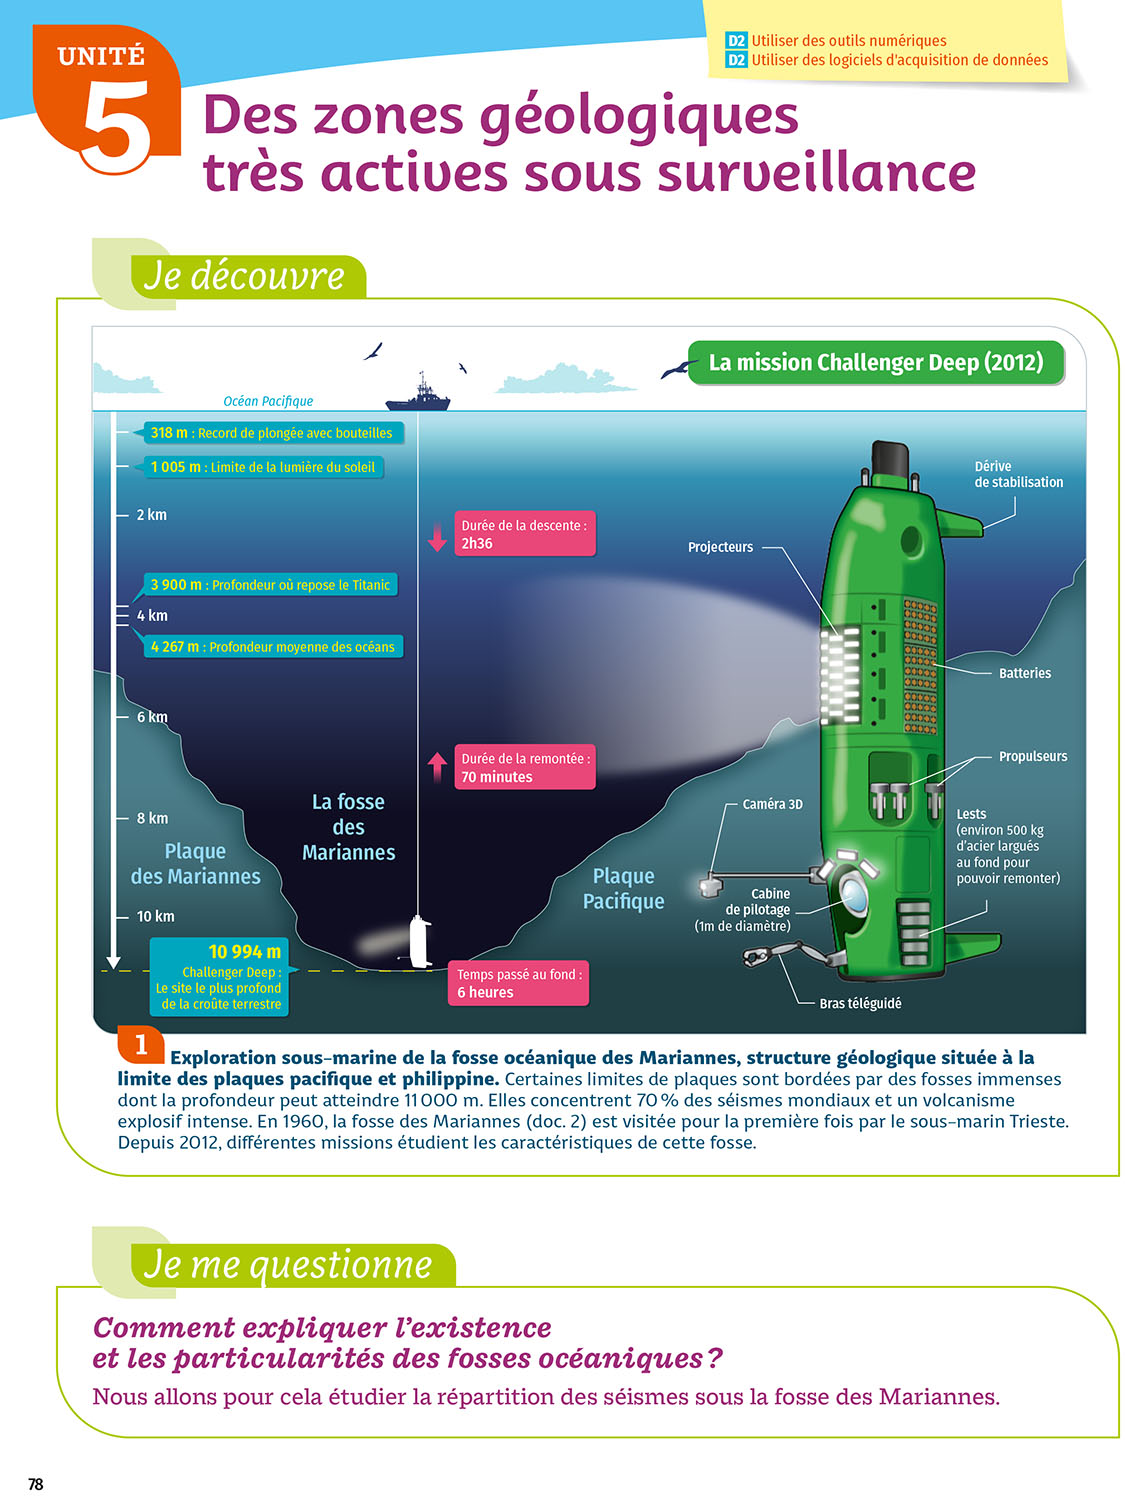 UNITÉ
5
D2 Utiliser des outils numériques
D2 Utiliser des logiciels d'acquisition de données
Des zones géologiques
très actives sous surveillance
Je découvre
La mission Challenger Deep (2012)
Océan Pacifique
318 m : Record de plongée avec bouteilles
1 005 m : Limite de la lumière du soleil
2 km
3 900 m : Profondeur où repose le Titanic
4 km
4 267 m : Profondeur moyenne des océans
6 km
8 km
10 km
10 994 m
Challenger Deep :
Le site le plus profond
de la croûte terrestre
Plaque
des Mariannes
La fosse
des
Mariannes
Plaque
Pacifique
Durée de la descente :
2h36
Durée de la remontée :
70 minutes
Temps passé au fond :
6 heures
Dérive
de stabilisation
Projecteurs
Batteries
Propulseurs
Caméra 3D
Lests
(environ 500 kg
d'acier largués
au fond pour
pouvoir remonter)
Cabine
de pilotage
(1m de diamètre)
Bras téléguidé
1
Exploration sous-marine de la fosse océanique des Mariannes, structure géologique située à la
limite des plaques pacifique et philippine. Certaines limites de plaques sont bordées par des fosses immenses
dont la profondeur peut atteindre 11 000 m. Elles concentrent 70 % des séismes mondiaux et un volcanisme
explosif intense. En 1960, la fosse des Mariannes (doc. 2) est visitée pour la première fois par le sous-marin Trieste.
Depuis 2012, différentes missions étudient les caractéristiques de cette fosse.
Je me questionne
Comment expliquer l'existence
et les particularités des fosses océaniques ?
Nous allons pour cela étudier la répartition des séismes sous la fosse des Mariannes.
78